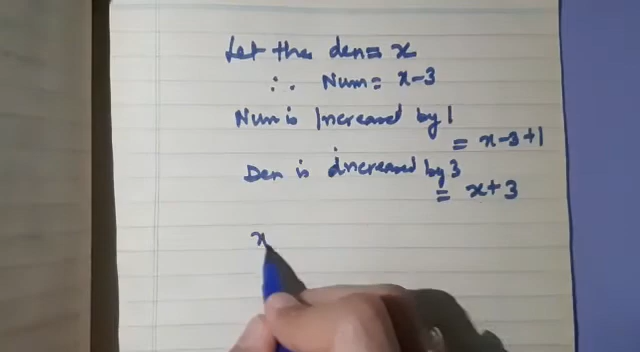 Let the den = x
∴ Num = x-3
Num is Increased by 1
= x-3+1
Den is increased by 3
= x+3
x